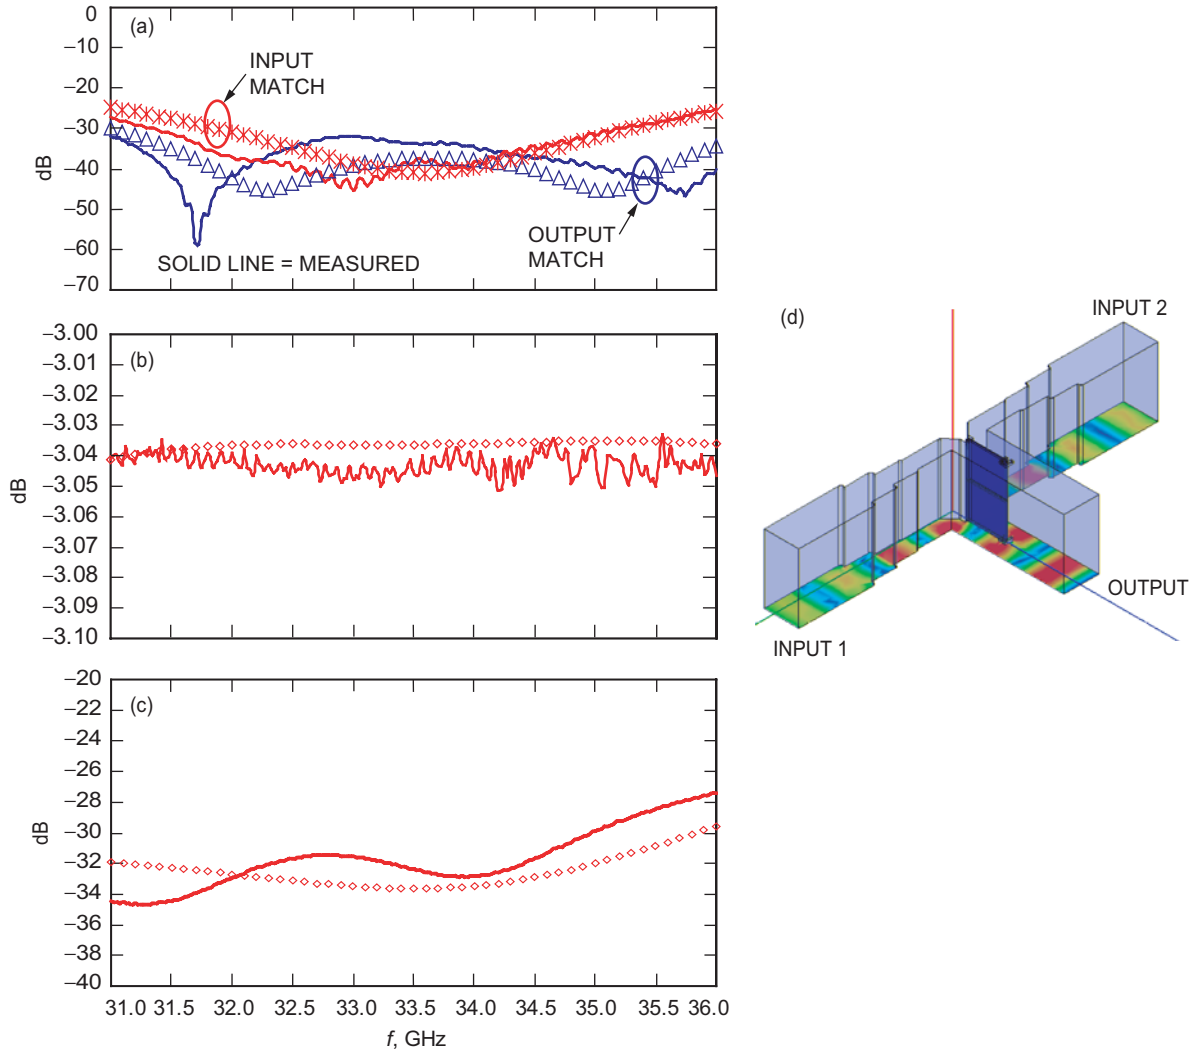 0
(a)
–10
INPUT
MATCH
–20
–30
dB
–40
–50
OUTPUT
MATCH
–60
SOLID LINE = MEASURED
–70
–3.00
(b)
–3.01
–3.02
–3.03
–3.04
dB
–3.05
–3.06
–3.07
–3.08
–3.09
–3.10
–20
(c)
–22
–24
–26
–28
–30
dB
–32
–34
–36
–38
–40
31.0 31.5 32.0 32.5 33.0 33.5 34.0 34.5 35.0 35.5 36.0
f, GHz
(d)
INPUT 2
OUTPUT
INPUT 1